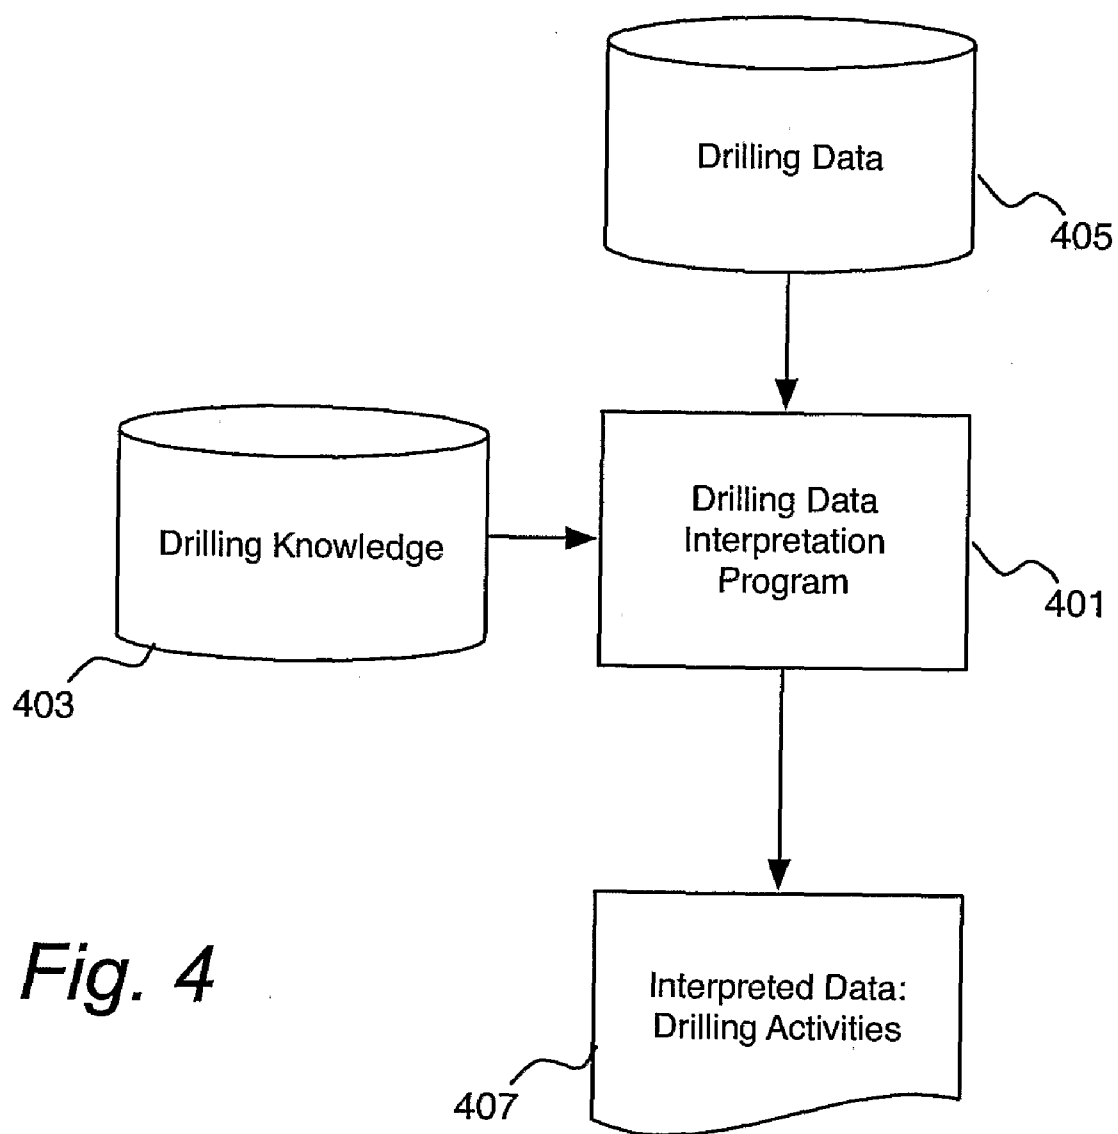 Drilling Data
405
Drilling Knowledge
403
Drilling Data
Interpretation
Program
401
Interpreted Data:
Drilling Activities
407
Fig. 4